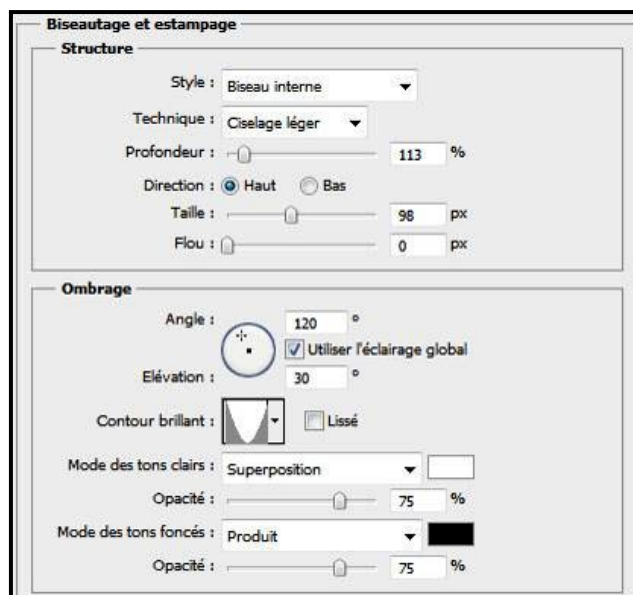 Biseautage et estampage
Structure
Style : Biseau interne
Technique : Ciselage léger
Profondeur : 113 %
Direction : Haut Bas
Taille : 98 px
Flou : 0 px
Ombrage
Angle : 120 °
Utiliser l'éclairage global
Elévation : 30 °
Contour brillant : Lissé
Mode des tons clairs : Superposition
Opacité : 75 %
Mode des tons foncés : Produit
Opacité : 75 %